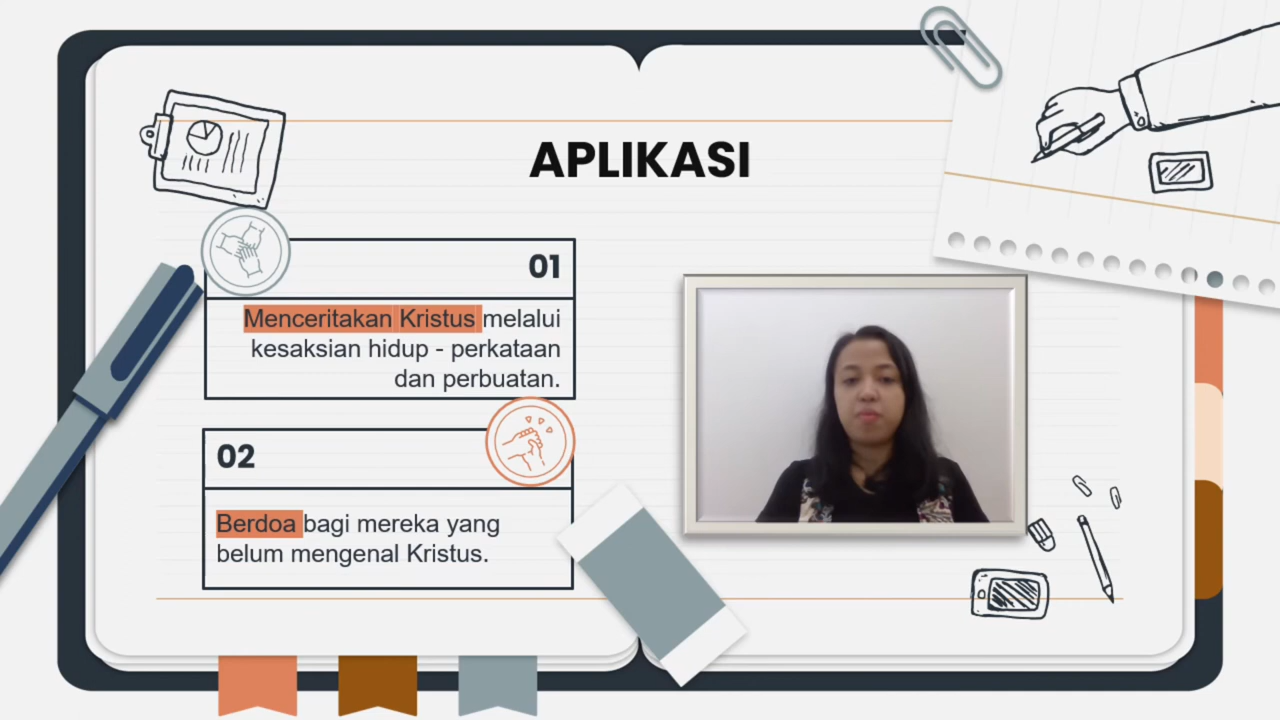 APLIKASI
01
Menceritakan Kristus melalui
kesaksian hidup - perkataan
dan perbuatan.
02
Berdoa bagi mereka yang
belum mengenal Kristus.